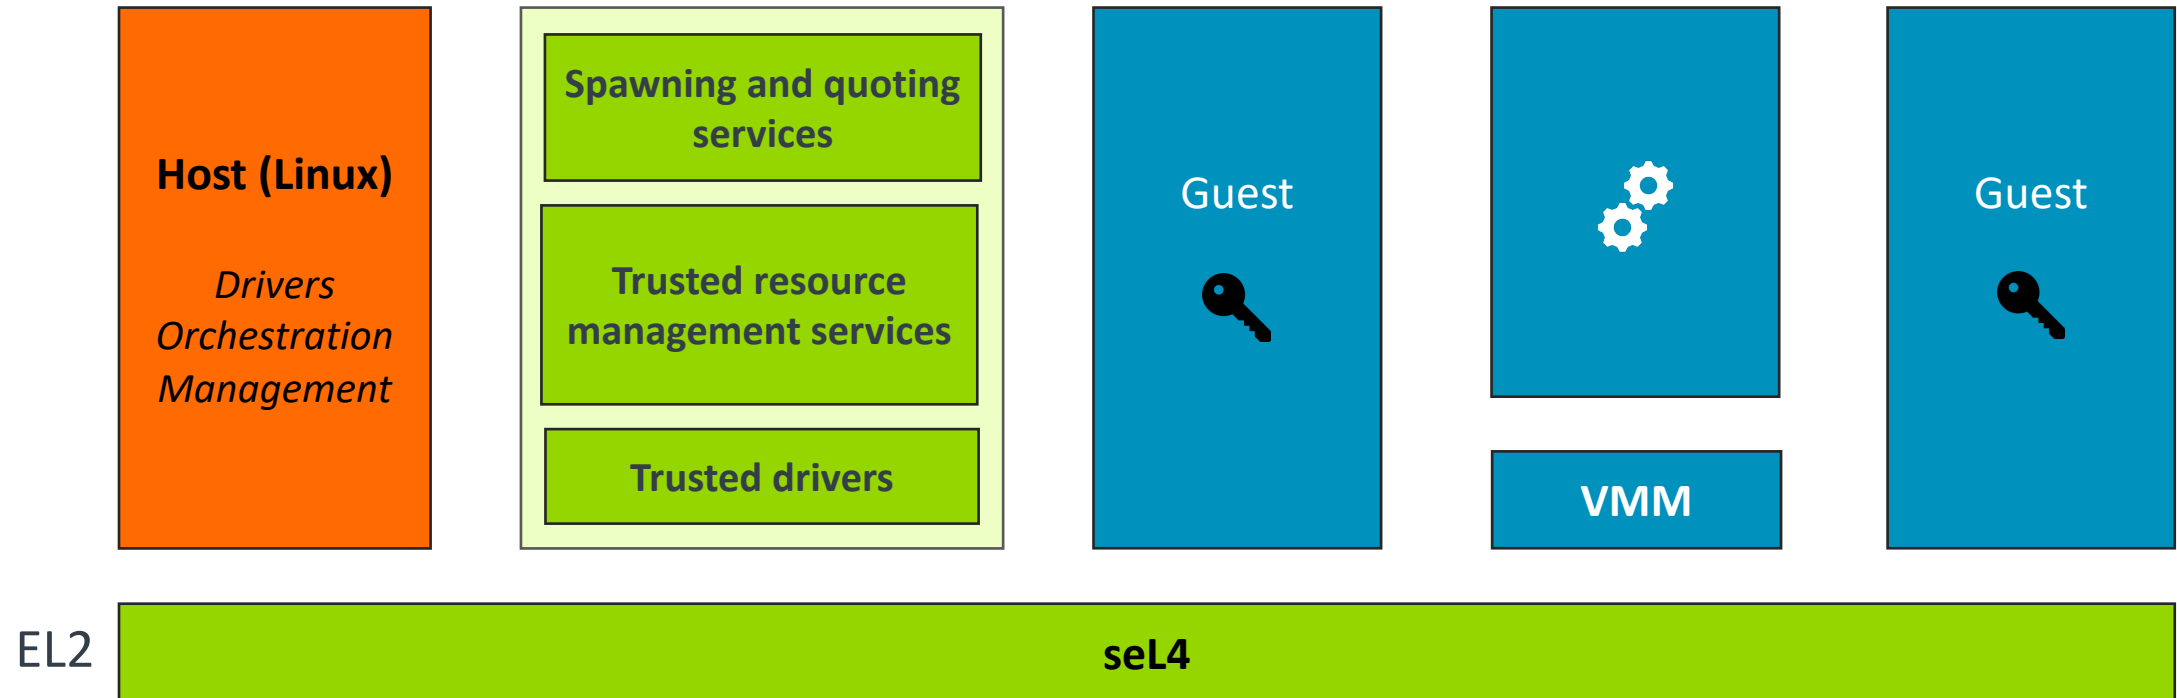 Host (Linux)
Drivers
Orchestration
Management
Spawning and quoting
services
Trusted resource
management services
Trusted drivers
Guest
VMM
Guest
EL2
seL4